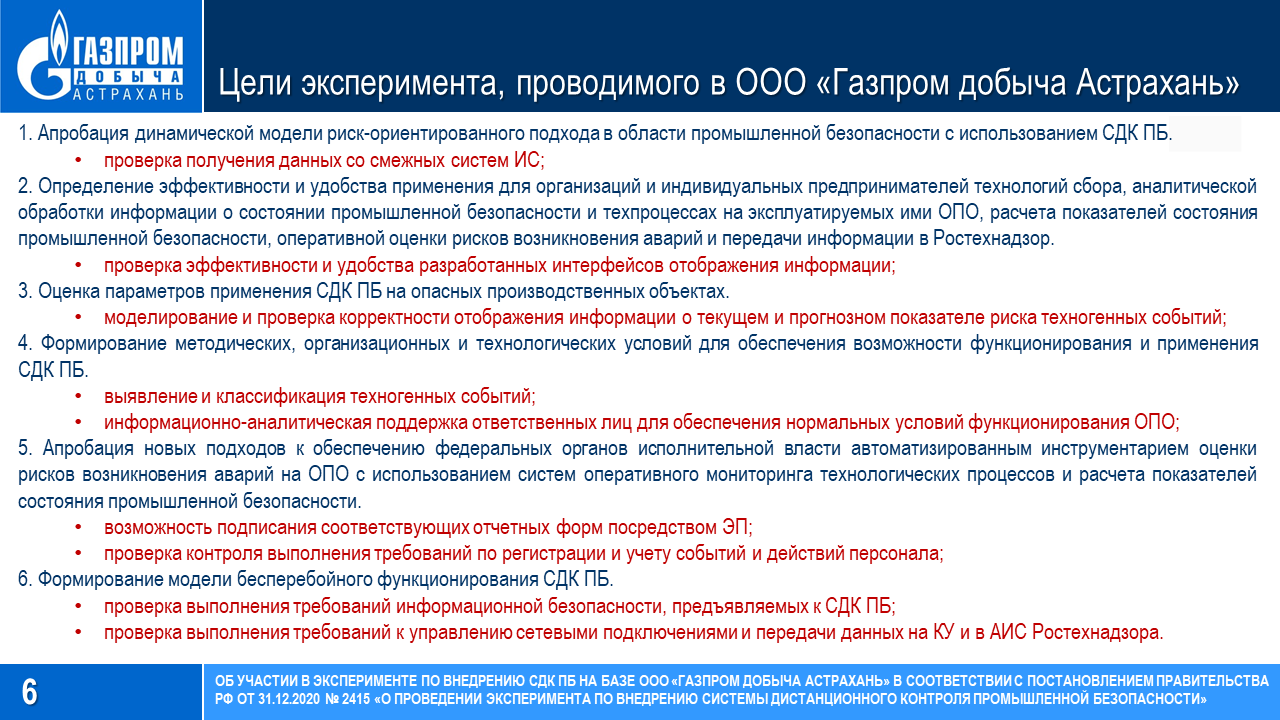 ГАЗПРОМ
ДОБЫЧА
АСТРАХАНЬ
Цели эксперимента, проводимого в ООО «Газпром добыча Астрахань»
1. Апробация динамической модели риск-ориентированного подхода в области промышленной безопасности с использованием СДК ПБ.
• проверка получения данных со смежных систем ИС;
2. Определение эффективности и удобства применения для организаций и индивидуальных предпринимателей технологий сбора, аналитической
обработки информации о состоянии промышленной безопасности и техпроцессах на эксплуатируемых ими ОПО, расчета показателей состояния
промышленной безопасности, оперативной оценки рисков возникновения аварий и передачи информации в Ростехнадзор.
• проверка эффективности и удобства разработанных интерфейсов отображения информации;
3. Оценка параметров применения СДК ПБ на опасных производственных объектах.
• моделирование и проверка корректности отображения информации о текущем и прогнозном показателе риска техногенных событий;
4. Формирование методических, организационных и технологических условий для обеспечения возможности функционирования и применения
СДК ПБ.
• выявление и классификация техногенных событий;
• информационно-аналитическая поддержка ответственных лиц для обеспечения нормальных условий функционирования ОПО;
5. Апробация новых подходов к обеспечению федеральных органов исполнительной власти автоматизированным инструментарием оценки
рисков возникновения аварий на ОПО с использованием систем оперативного мониторинга технологических процессов и расчета показателей
состояния промышленной безопасности.
• возможность подписания соответствующих отчетных форм посредством ЭП;
• проверка контроля выполнения требований по регистрации и учету событий и действий персонала;
6. Формирование модели бесперебойного функционирования СДК ПБ.
• проверка выполнения требований информационной безопасности, предъявляемых к СДК ПБ;
• проверка выполнения требований к управлению сетевыми подключениями и передачи данных на КУ и в АИС Ростехнадзора.
6
ОБ УЧАСТИИ В ЭКСПЕРИМЕНТЕ ПО ВНЕДРЕНИЮ СДК ПБ НА БАЗЕ ООО «ГАЗПРОМ ДОБЫЧА АСТРАХАНЬ» В СООТВЕТСТВИИ С ПОСТАНОВЛЕНИЕМ ПРАВИТЕЛЬСТВА
РФ ОТ 31.12.2020 № 2415 «О ПРОВЕДЕНИИ ЭКСПЕРИМЕНТА ПО ВНЕДРЕНИЮ СИСТЕМЫ ДИСТАНЦИОННОГО КОНТРОЛЯ ПРОМЫШЛЕННОЙ БЕЗОПАСНОСТИ»